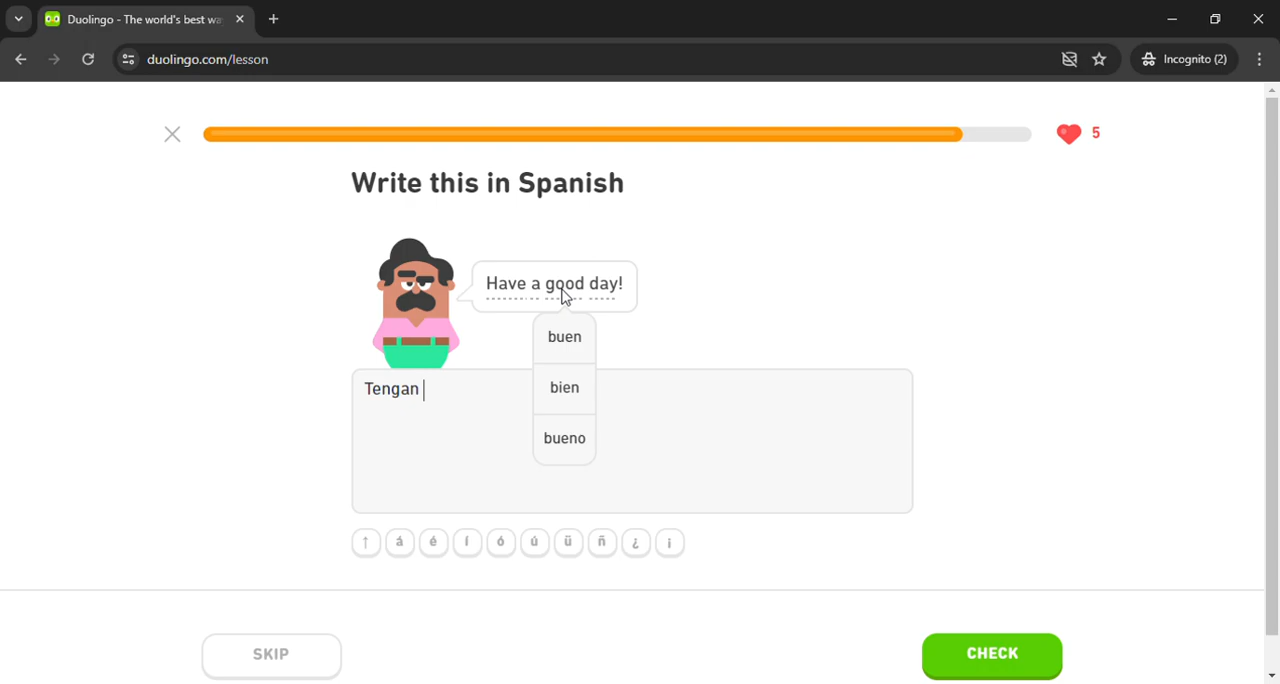 Duolingo - The world's best wa
duolingo.com/lesson
Incognito (2)
5
Write this in Spanish
Have a good day!
buen
bien
bueno
Tengan
↑ á é í ó ú ü ñ ¿ ¡
SKIP
CHECK